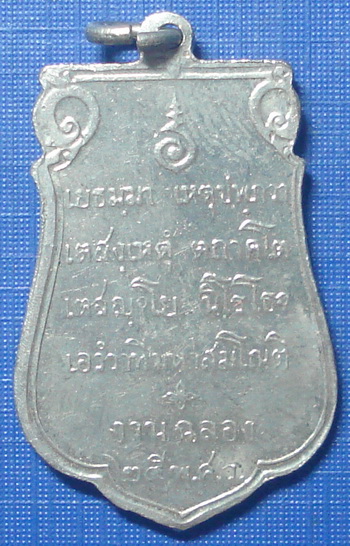 เยธมฺมา เหตุปฺปภวา
เตสํเหตุํ ตถาคโต
เตสญฺจโย นิโรโธจ
เอวํวาที มหาสมโณติ
งานฉลอง
๒๕ พ.ศ.ว.